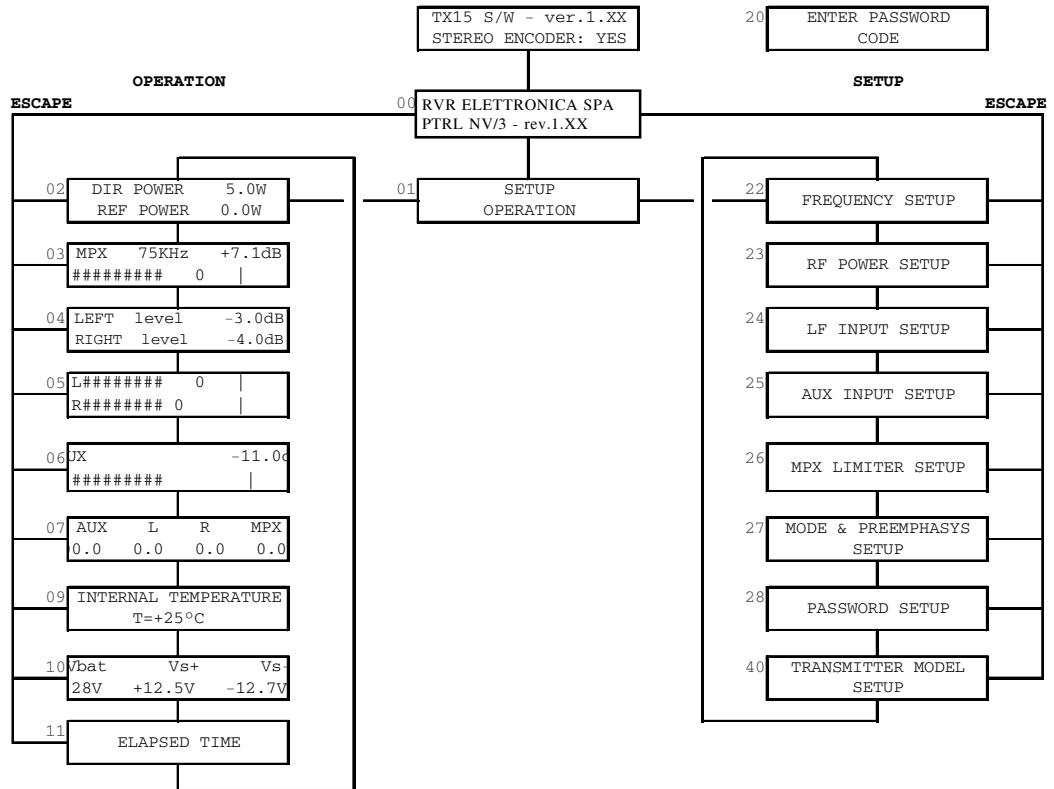 TX15 S/W - ver.1.XX
STEREO ENCODER: YES
20
ENTER PASSWORD
CODE
OPERATION
SETUP
ESCAPE
00
RVR ELETTRONICA SPA
PTRL NV/3 - rev.1.XX
ESCAPE
02
DIR POWER 5.0W
REF POWER 0.0W
01
SETUP
OPERATION
22
FREQUENCY SETUP
03
MPX 75KHz +7.1dB
######### 0 |
23
RF POWER SETUP
04
LEFT level -3.0dB
RIGHT level -4.0dB
24
LF INPUT SETUP
05
L######## 0 |
R######## 0 |
25
AUX INPUT SETUP
06
UX -11.0d
######### |
26
MPX LIMITER SETUP
07
AUX L R MPX
0.0 0.0 0.0 0.0
27
MODE & PREEMPHASYS
SETUP
09
INTERNAL TEMPERATURE
T=+25°C
28
PASSWORD SETUP
10
Vbat Vs+ Vs-
28V +12.5V -12.7V
40
TRANSMITTER MODEL
SETUP
11
ELAPSED TIME